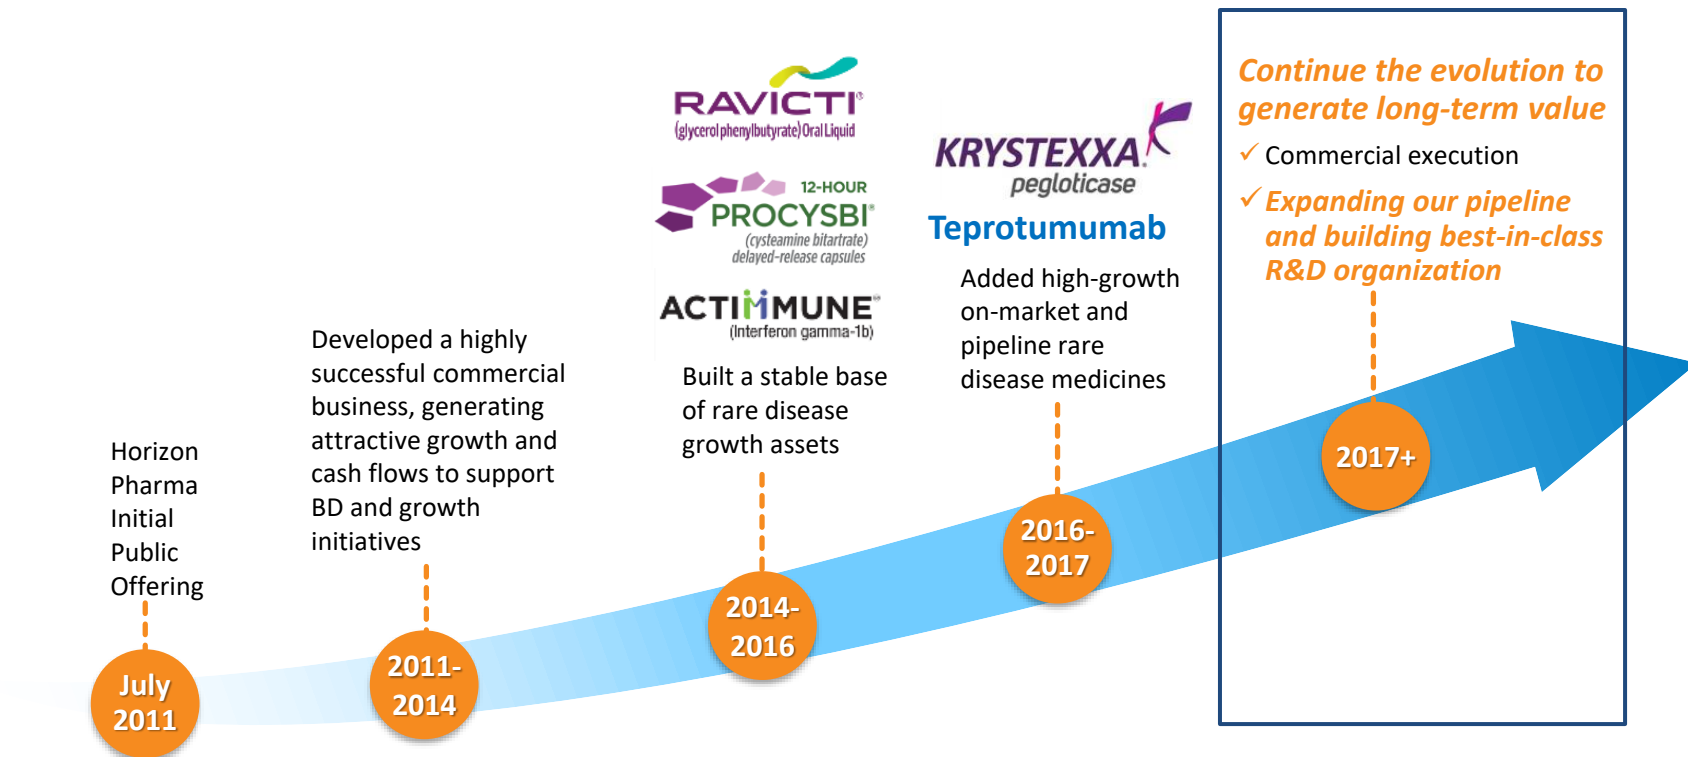 Horizon
Pharma
Initial
Public
Offering
July
2011
Developed a highly
successful commercial
business, generating
attractive growth and
cash flows to support
BD and growth
initiatives
2011-
2014
RAVICTI®
(glycerol phenylbutyrate) Oral Liquid
12-HOUR
PROCYSBI®
(cysteamine bitartrate)
delayed-release capsules
ACTIMMUNE®
(Interferon gamma-1b)
Built a stable base
of rare disease
growth assets
2014-
2016
KRYSTEXXA®
pegloticase
Teprotumumab
Added high-growth
on-market and
pipeline rare
disease medicines
2016-
2017
Continue the evolution to
generate long-term value
✓ Commercial execution
✓ Expanding our pipeline
and building best-in-class
R&D organization
2017+